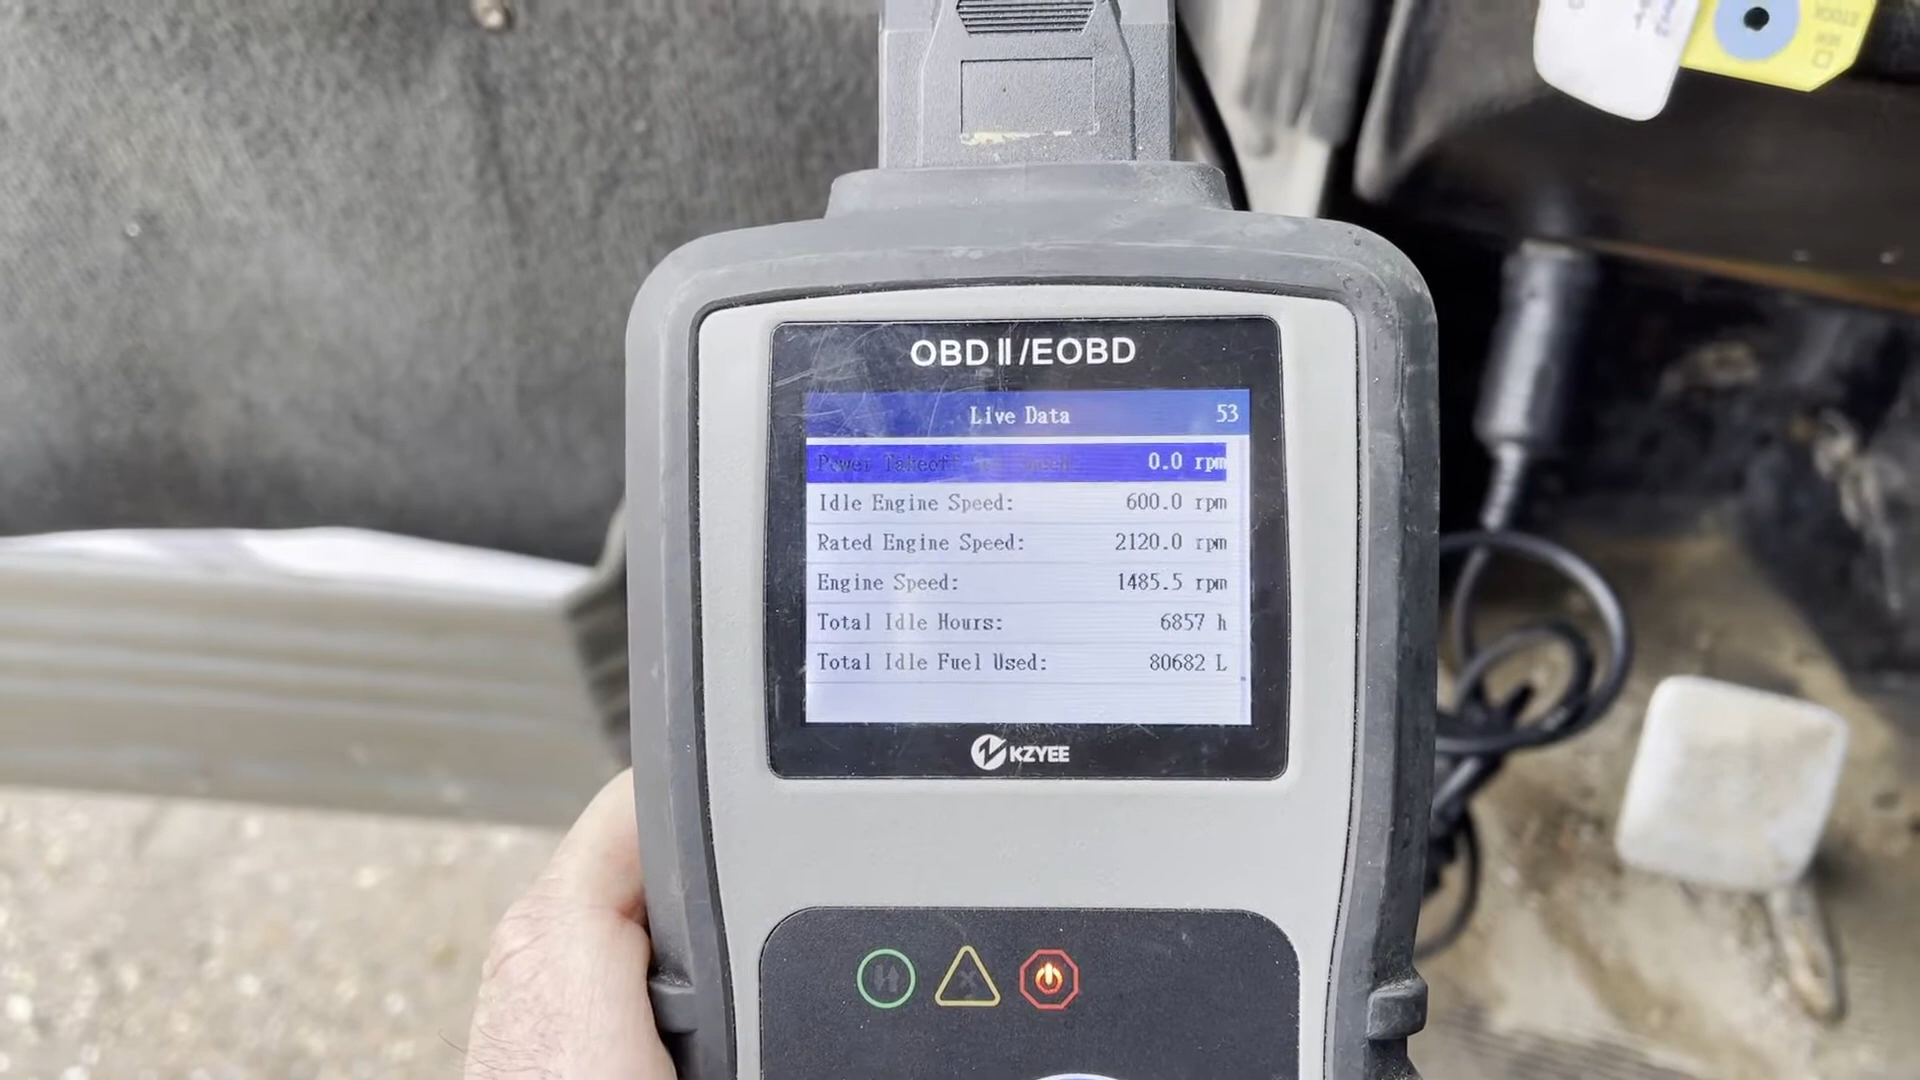 OBD II/EOBD
Live Data 53
Power Takeoff Set Speed: 0.0 rpm
Idle Engine Speed: 600.0 rpm
Rated Engine Speed: 2120.0 rpm
Engine Speed: 1485.5 rpm
Total Idle Hours: 6857 h
Total Idle Fuel Used: 80682 L
KZYEE